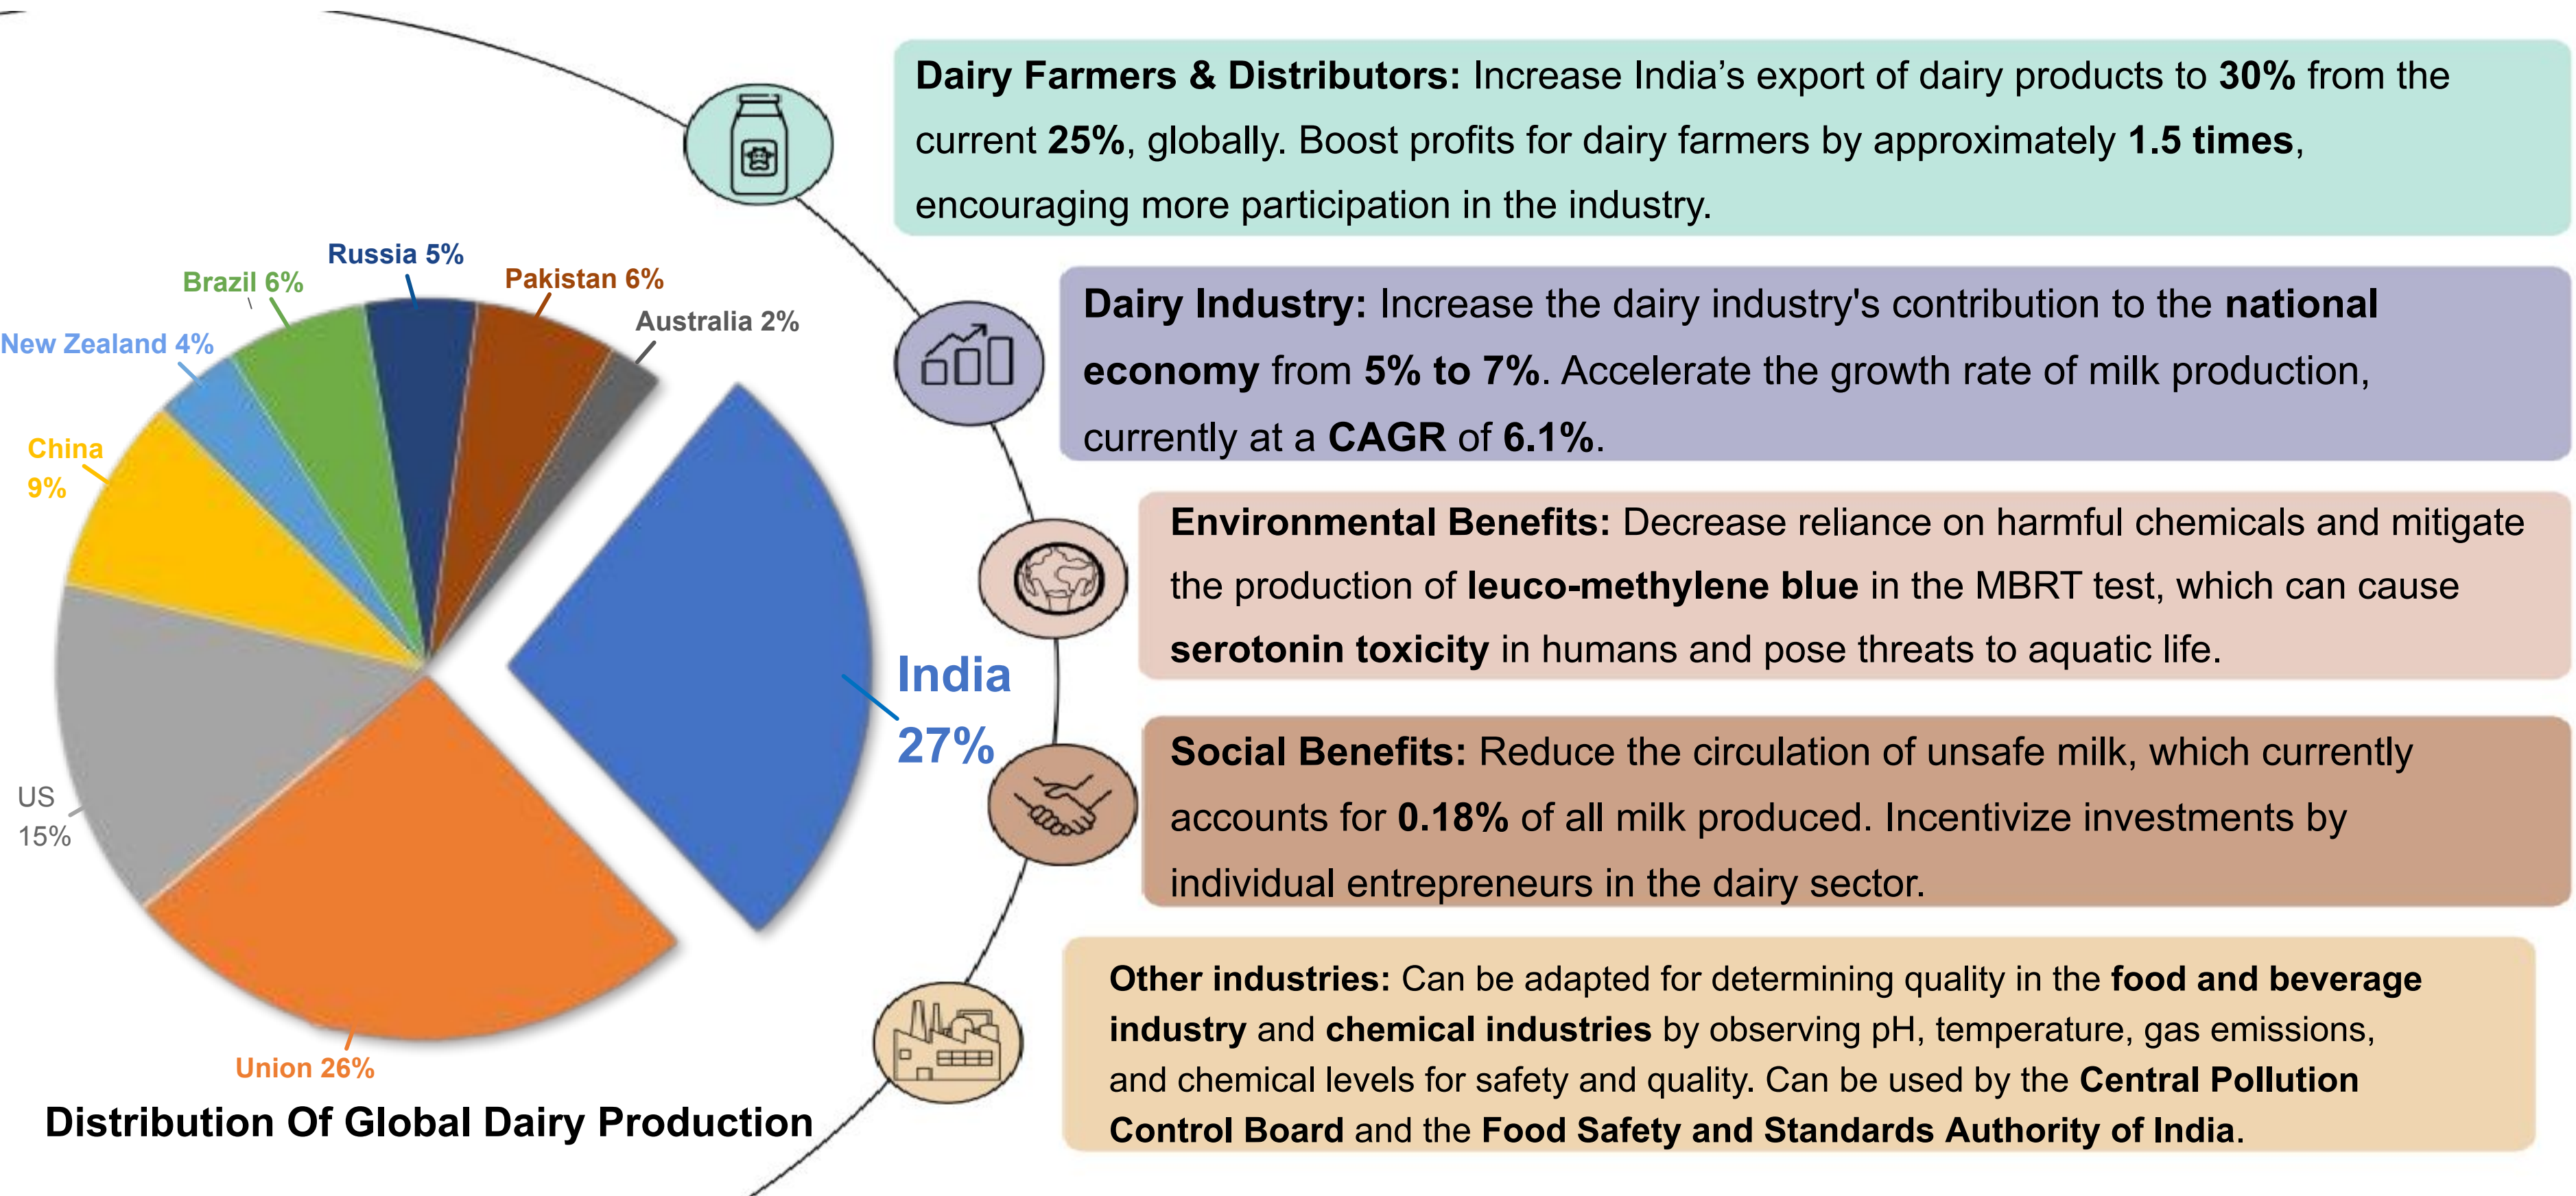 Dairy Farmers & Distributors: Increase India’s export of dairy products to 30% from the
current 25%, globally. Boost profits for dairy farmers by approximately 1.5 times,
encouraging more participation in the industry.
Russia 5%
Brazil 6%
Pakistan 6%
Australia 2%
New Zealand 4%
China
9%
India
27%
US
15%
Union 26%
Distribution Of Global Dairy Production
Dairy Industry: Increase the dairy industry's contribution to the national
economy from 5% to 7%. Accelerate the growth rate of milk production,
currently at a CAGR of 6.1%.
Environmental Benefits: Decrease reliance on harmful chemicals and mitigate
the production of leuco-methylene blue in the MBRT test, which can cause
serotonin toxicity in humans and pose threats to aquatic life.
Social Benefits: Reduce the circulation of unsafe milk, which currently
accounts for 0.18% of all milk produced. Incentivize investments by
individual entrepreneurs in the dairy sector.
Other industries: Can be adapted for determining quality in the food and beverage
industry and chemical industries by observing pH, temperature, gas emissions,
and chemical levels for safety and quality. Can be used by the Central Pollution
Control Board and the Food Safety and Standards Authority of India.